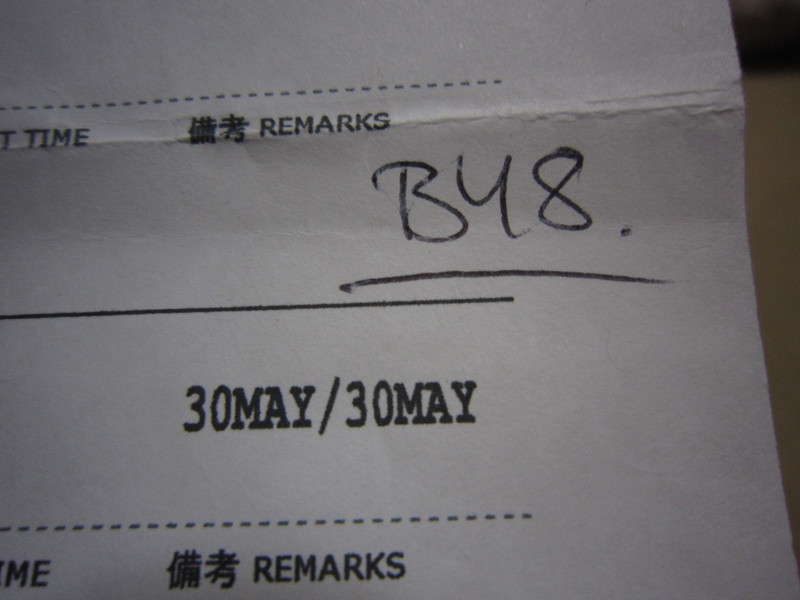 T TIME 備考 REMARKS
B48.
30MAY/30MAY
IME 備考 REMARKS